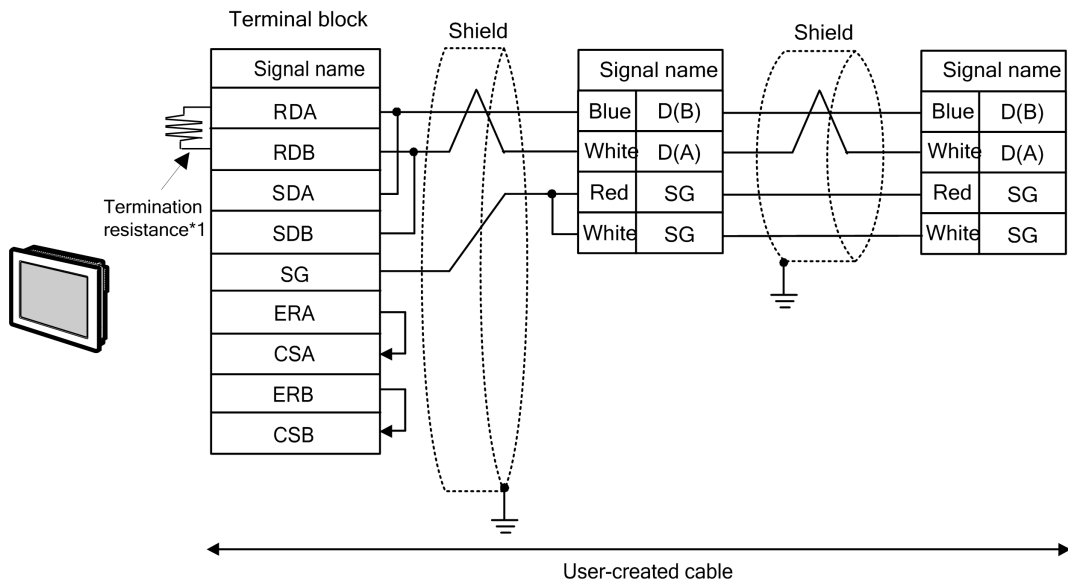 Terminal block
Shield
Shield
Signal name
RDA
RDB
SDA
SDB
SG
ERA
CSA
ERB
CSB
Termination
resistance*1
Signal name
Blue D(B)
White D(A)
Red SG
White SG
Signal name
Blue D(B)
White D(A)
Red SG
White SG
User-created cable